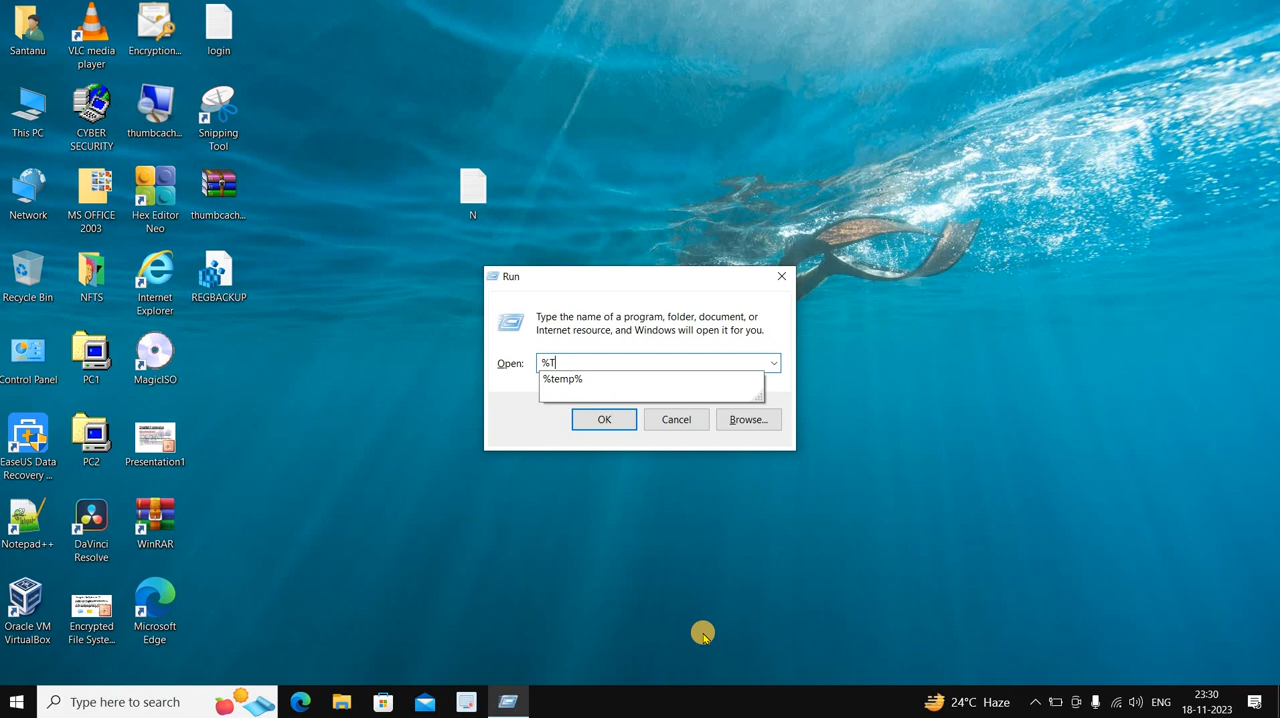 Santanu
VLC media
player
Encryption...
login
This PC
CYBER
SECURITY
thumbcach...
Snipping
Tool
Network
MS OFFICE
2003
Hex Editor
Neo
thumbcach...
Recycle Bin
NFTS
Internet
Explorer
REGBACKUP
Control Panel
PC1
MagicISO
EaseUS Data
Recovery ...
PC2
Presentation1
Notepad++
DaVinci
Resolve
WinRAR
Oracle VM
VirtualBox
Encrypted
File Syste...
Microsoft
Edge
N
Run
Type the name of a program, folder, document, or
Internet resource, and Windows will open it for you.
Open:
%T
%temp%
OK
Cancel
Browse...
Type here to search
24°C Haze
ENG
23:30
18-11-2023